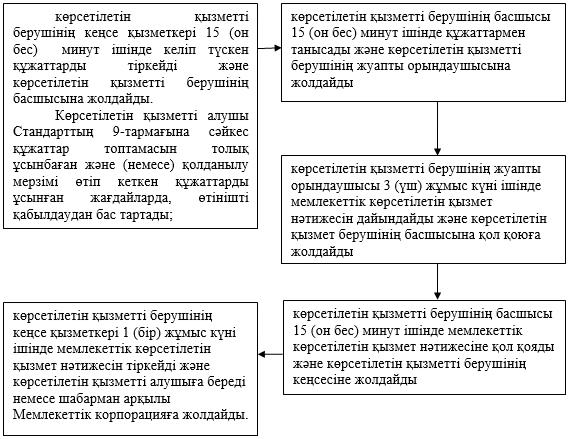 көрсетілетін қызметті
берушінің кеңсе қызметкері 15 (он
бес) минут ішінде келіп түскен
құжаттарды тіркейді және
көрсетілетін қызметті берушінің
басшысына жолдайды.
Көрсетілетін қызметті алушы
Стандарттың 9-тармағына сәйкес
құжаттар топтамасын толық
ұсынбаған және (немесе) қолданылу
мерзімі өтіп кеткен құжаттарды
ұсынған жағдайларда, өтінішті
қабылдаудан бас тартады;
көрсетілетін қызметті берушінің басшысы
15 (он бес) минут ішінде құжаттармен
танысады және көрсетілетін қызметті
берушінің жуапты орындаушысына
жолдайды
көрсетілетін қызметті берушінің жуапты
орындаушысы 3 (үш) жұмыс күні ішінде
мемлекеттік көрсетілетін қызмет
нәтижесін дайындайды және көрсетілетін
қызмет берушінің басшысына қол қоюға
жолдайды
көрсетілетін қызметті берушінің басшысы
15 (он бес) минут ішінде мемлекеттік
көрсетілетін қызмет нәтижесіне қол қояды
және көрсетілетін қызметті берушінің
кеңсесіне жолдайды
көрсетілетін қызметті берушінің
кеңсе қызметкері 1 (бір) жұмыс күні
ішінде мемлекеттік көрсетілетін
қызмет нәтижесін тіркейді және
көрсетілетін қызметті алушыға береді
немесе шабарман арқылы
Мемлекеттік корпорацияға жолдайды.